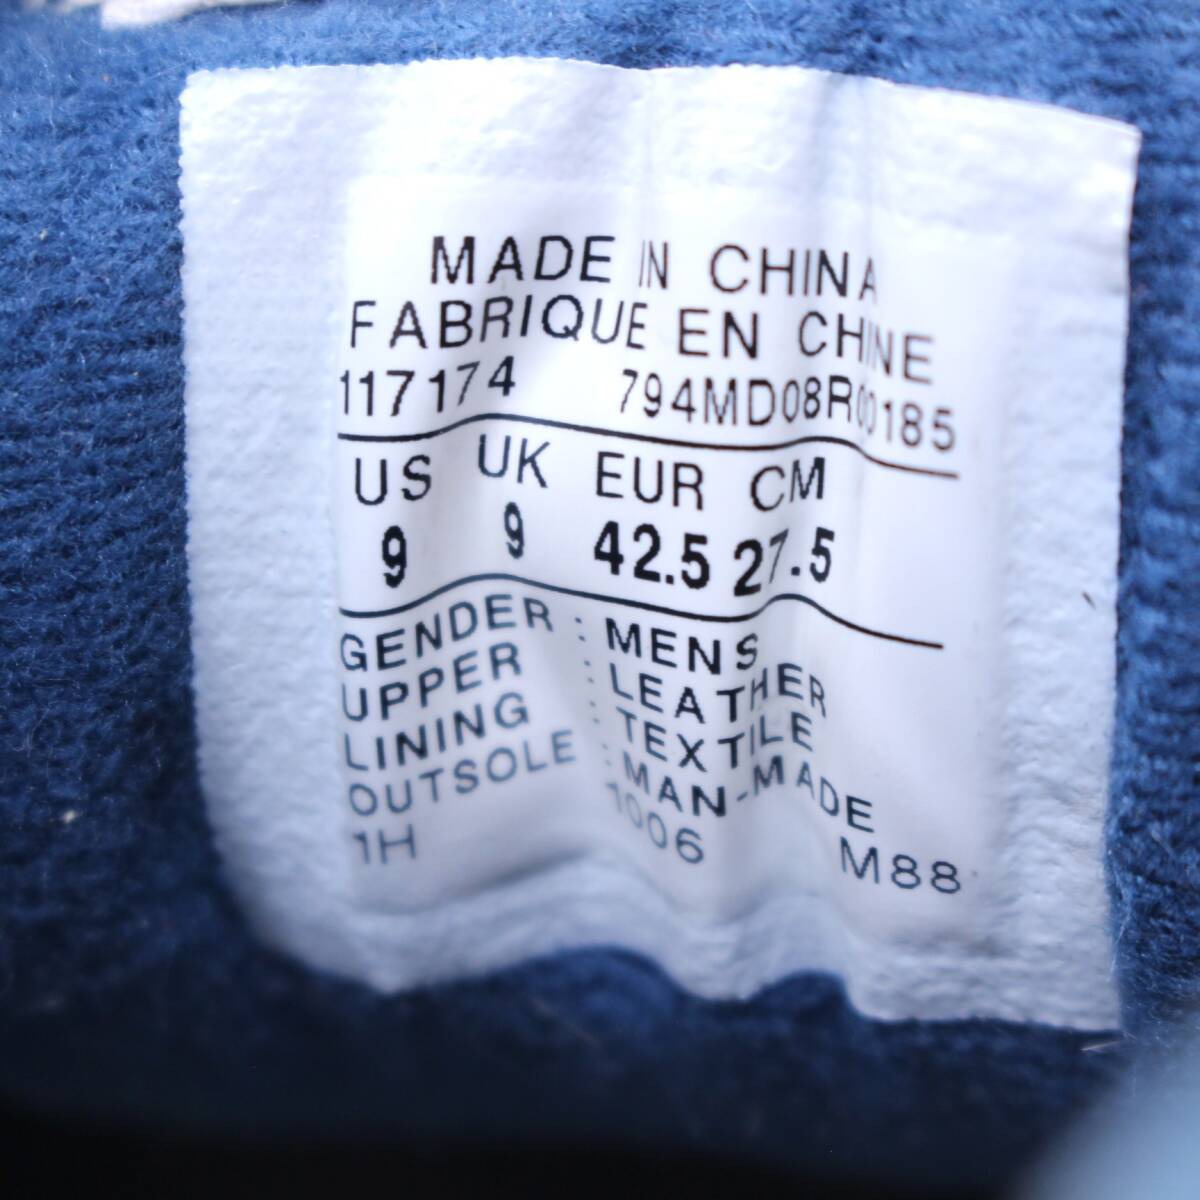 MADE IN CHINA
FABRIQUE EN CHINE
117174 794MD08R00185
US UK EUR CM
9 9 42.5 27.5
GENDER : MENS
UPPER : LEATHER
LINING : TEXTILE
OUTSOLE : MAN-MADE
1H 1006 M88